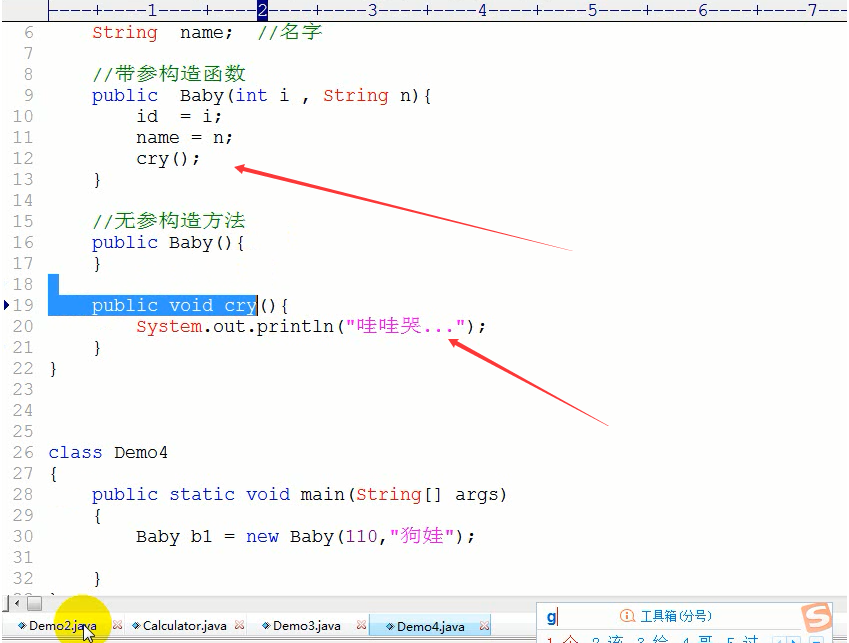 ----+----1----+----2----+----3----+----4----+----5----+----6----+----7--
6 String name; //名字
7
8 //带参构造函数
9 public Baby(int i , String n){
10 id = i;
11 name = n;
12 cry();
13 }
14
15 //无参构造方法
16 public Baby(){
17 }
18
19 public void cry(){
20 System.out.println("哇哇哭...");
21 }
22 }
23
24
25
26 class Demo4
27 {
28 public static void main(String[] args)
29 {
30 Baby b1 = new Baby(110,"狗娃");
31
32 }
Demo2.java Calculator.java Demo3.java Demo4.java
g 工具箱(分号)
1 个 2 该 3 给 4 哥 5 过
S